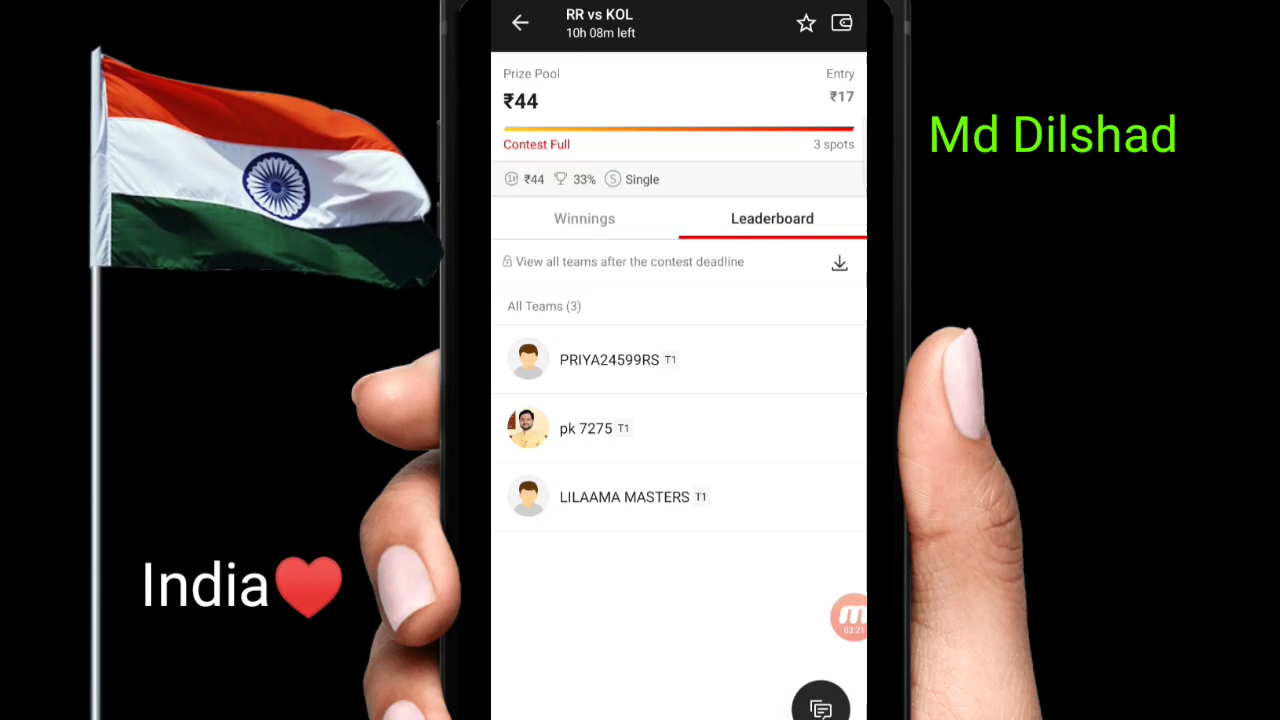 RR vs KOL
10h 08m left
Prize Pool
Entry
₹44
₹17
Contest Full
3 spots
₹44 33% S Single
Winnings
Leaderboard
View all teams after the contest deadline
All Teams (3)
PRIYA24599RS T1
pk 7275 T1
LILAAMA MASTERS T1
03:21
Md Dilshad
India❤️